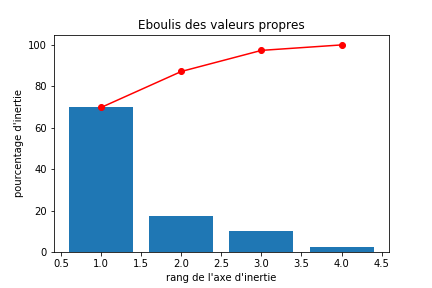 Eboulis des valeurs propres
pourcentage d'inertie
100
80
60
40
20
0
0.5 1.0 1.5 2.0 2.5 3.0 3.5 4.0 4.5
rang de l'axe d'inertie